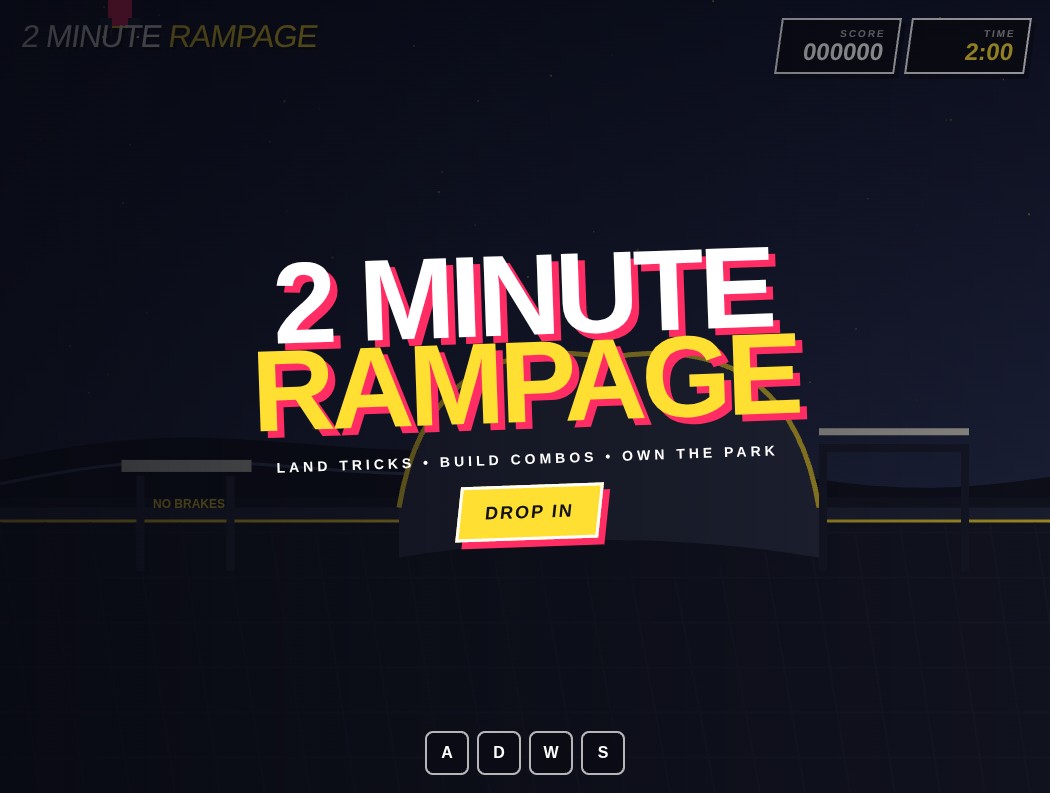 2 MINUTE RAMPAGE
SCORE
000000
TIME
2:00
2 MINUTE
RAMPAGE
LAND TRICKS • BUILD COMBOS • OWN THE PARK
NO BRAKES
DROP IN
A D W S